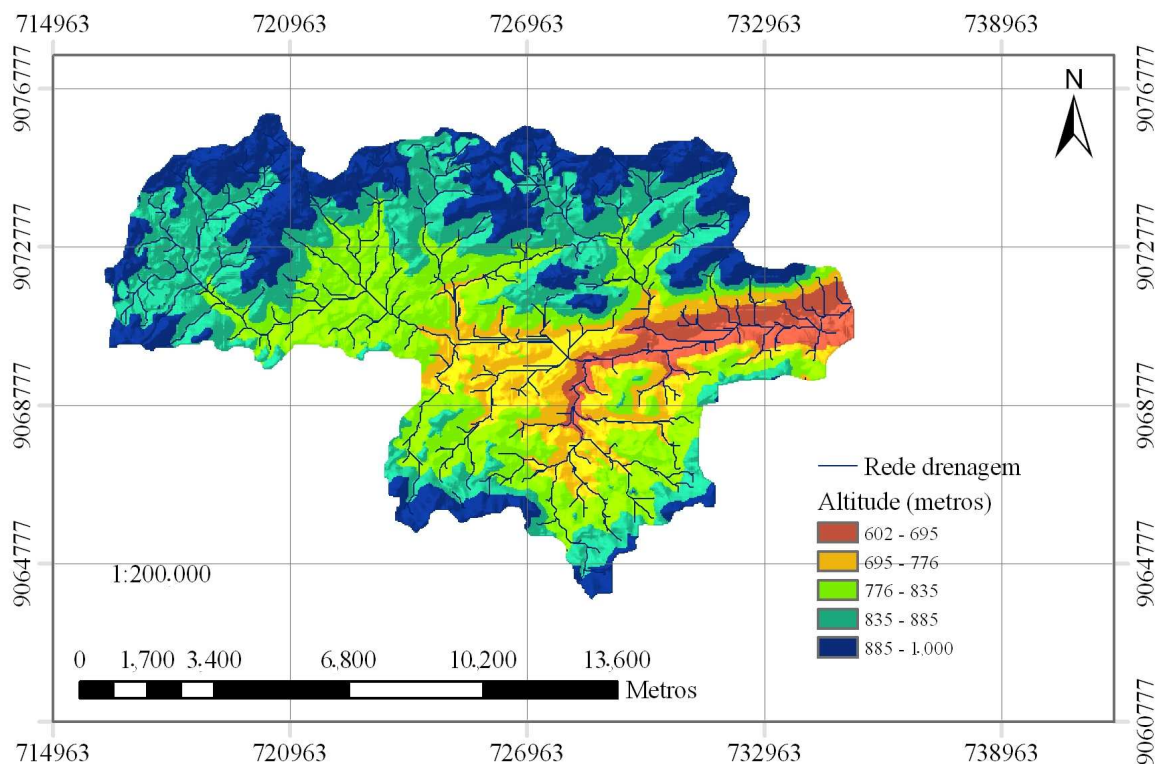 714963 720963 726963 732963 738963
9076777 9076777
N
9072777 9072777
9068777 9068777
Rede drenagem
Altitude (metros)
602 - 695
695 - 776
776 - 835
835 - 885
885 - 1.000
9064777 9064777
1:200.000
0 1.700 3.400 6.800 10.200 13.600
Metros
9060777 9060777
714963 720963 726963 732963 738963